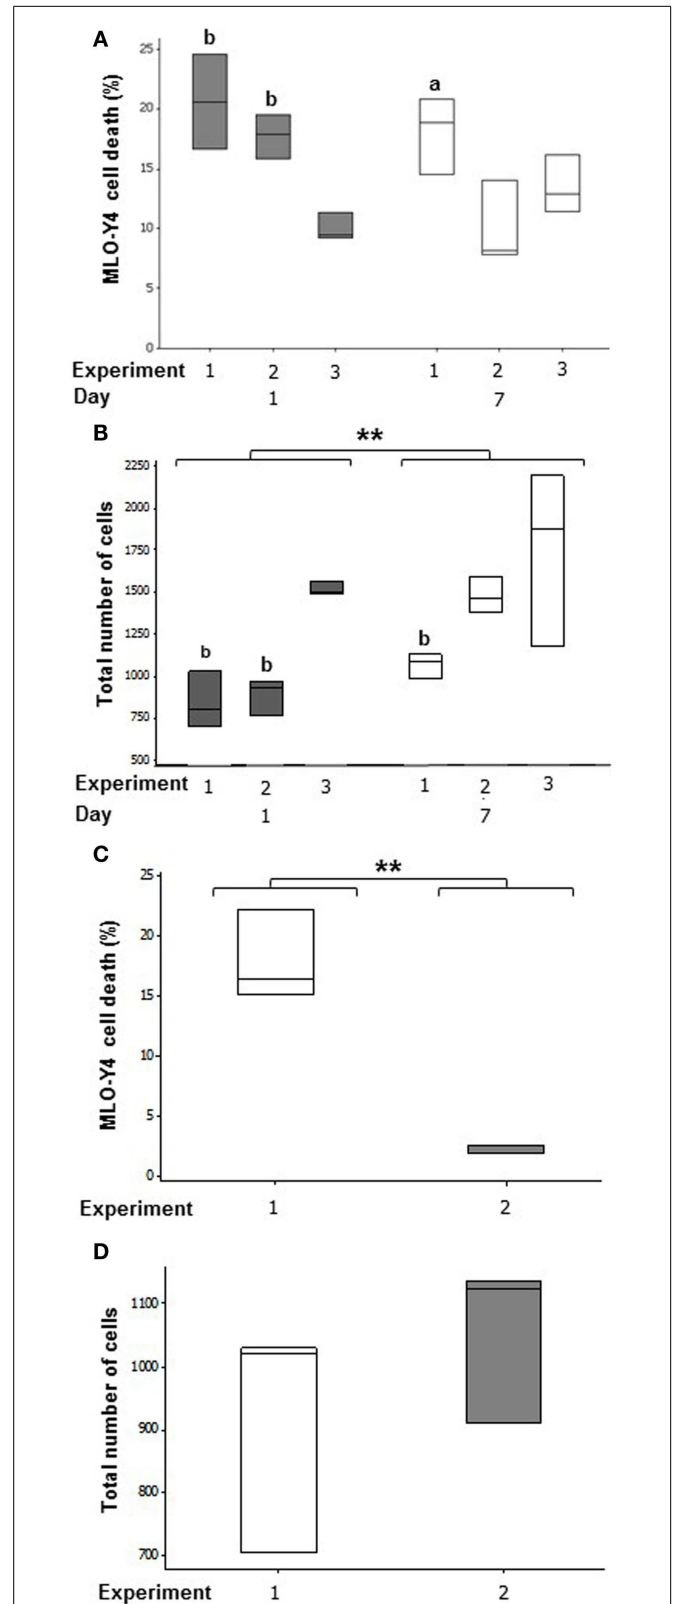 A
MLO-Y4 cell death (%)
25
20
15
10
5
0
b
b
a
Experiment 1 2 3 1 2 3
Day 1 7
B
Total number of cells
2250
2000
1750
1500
1250
1000
750
500
**
b
b
b
Experiment 1 2 3 1 2 3
Day 1 7
C
MLO-Y4 cell death (%)
25
20
15
10
5
0
**
Experiment 1 2
D
Total number of cells
1100
1000
900
800
700
Experiment 1 2